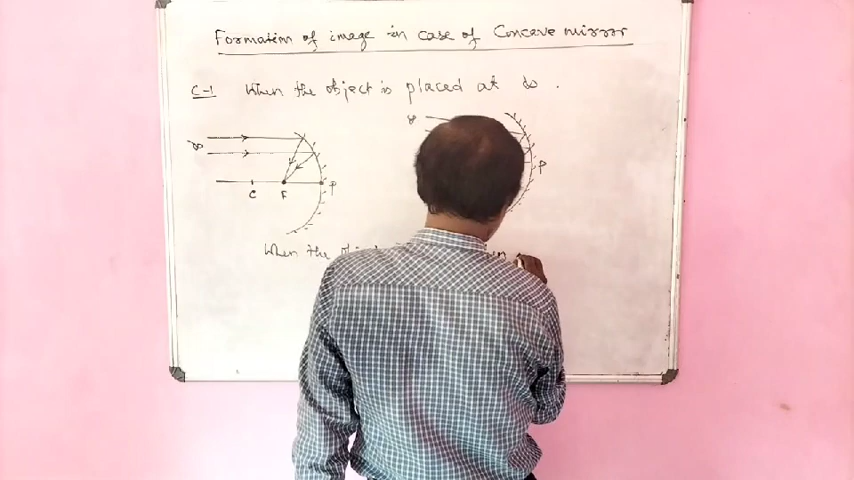 Formation of image in case of Concave mirror
C-1 When the object is placed at ∞ .
∞ ∞
C F P P
When the